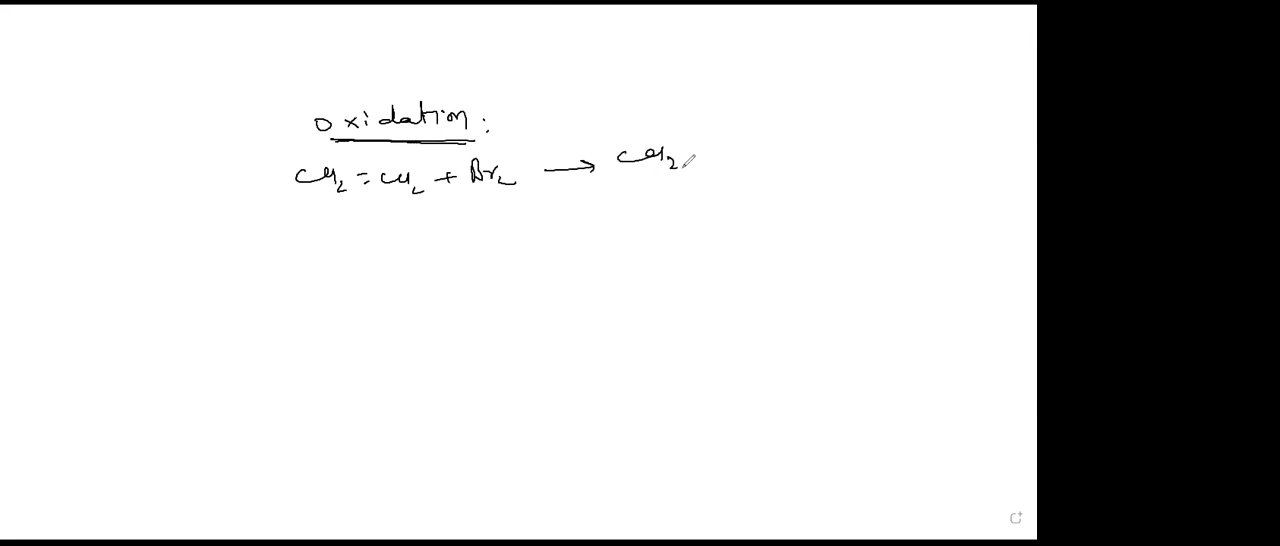 Oxidation:
CH2 = CH2 + Br2 → CH2